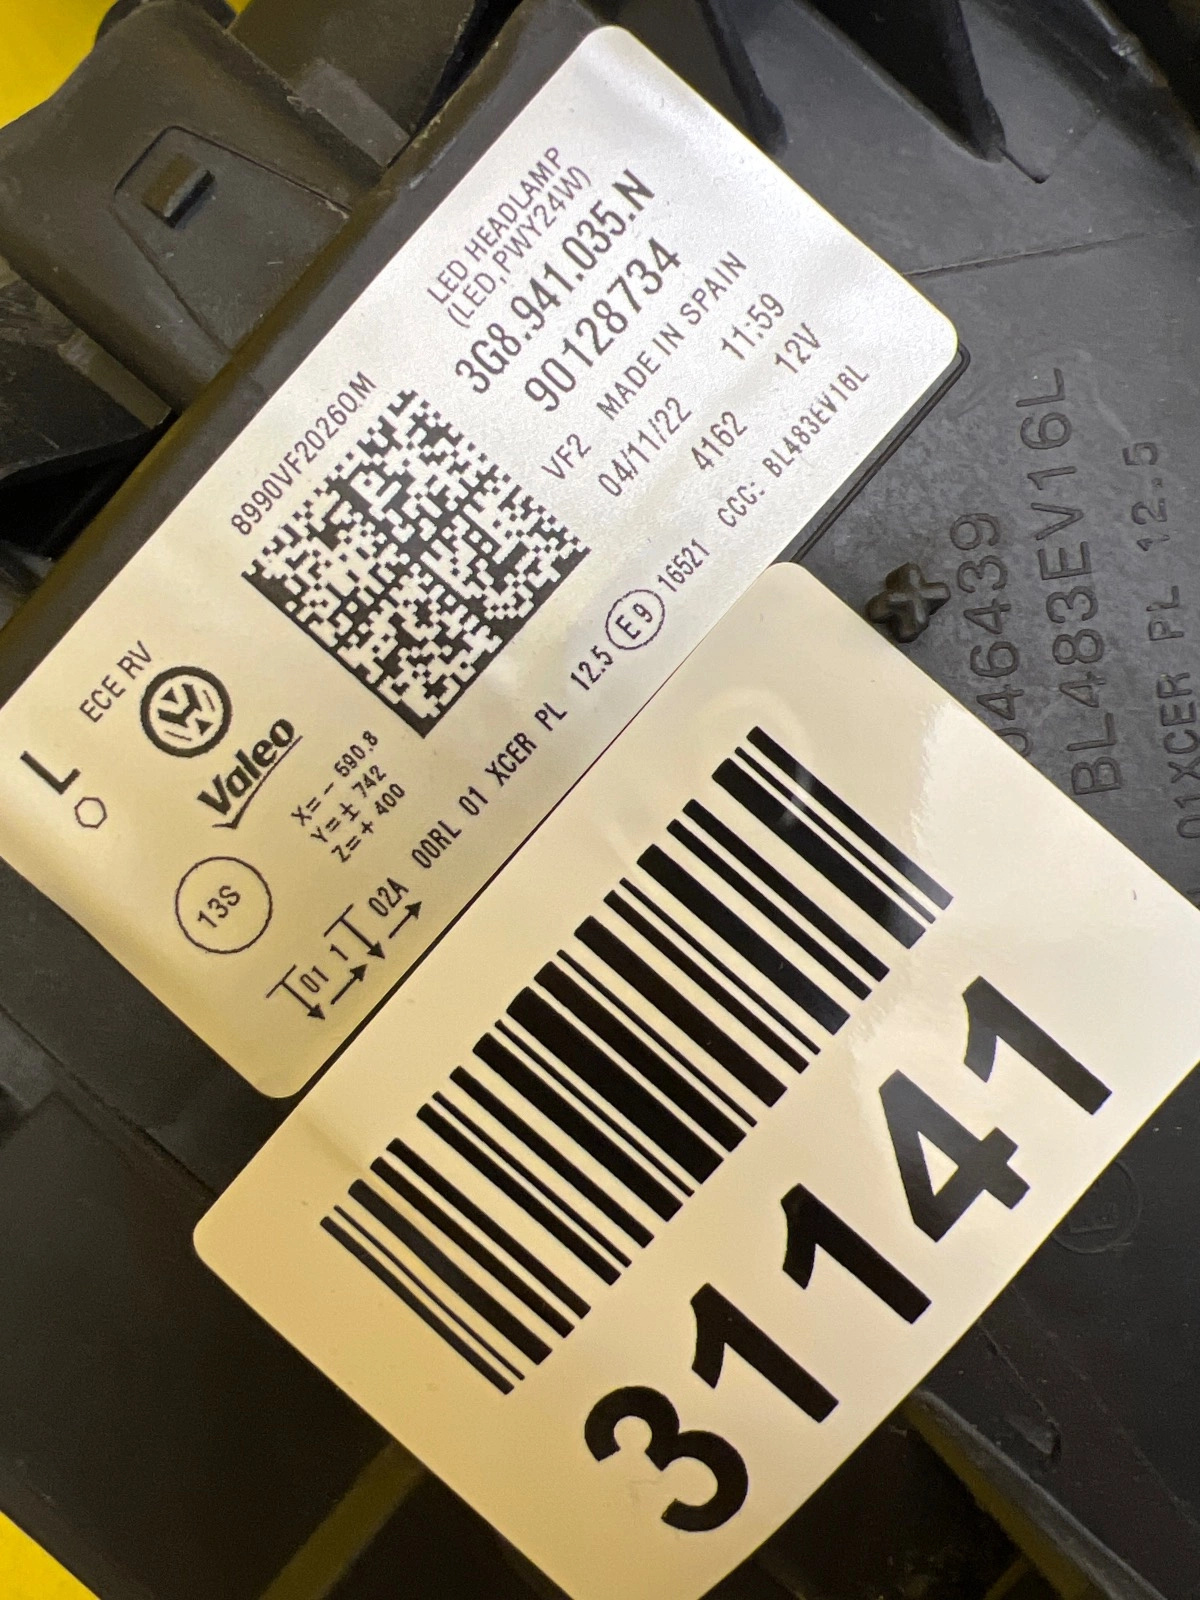 LED HEADLAMP
(LED,PWY24W)
3G8.941.035.N
90128734
VF2 MADE IN SPAIN
04/11/22 11:59
4162 12V
CCC: BL483EV16L
8990VF20260M
L
ECE RV
Valeo
X= - 590.8
Y= ± 742
Z= + 400
13S
01 1 02A 00RL 01 XCER PL 12.5 E9 16521
31141
046439
BL483EV16L
01XCER PL 12.5